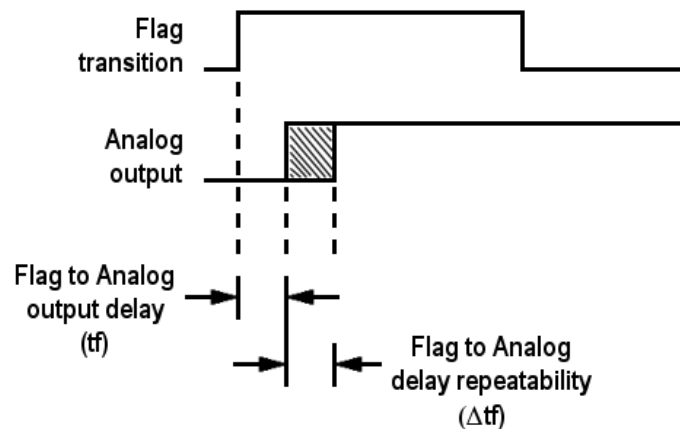 Flag
transition
Analog
output
Flag to Analog
output delay
(tf)
Flag to Analog
delay repeatability
(Δtf)